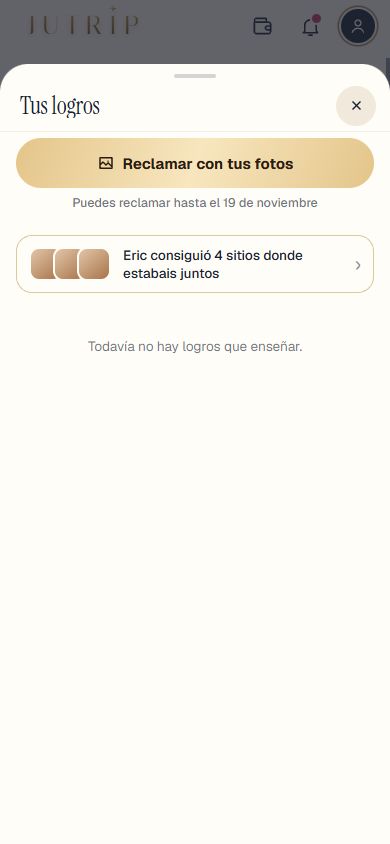 JUTRIP
Tus logros
Reclamar con tus fotos
Puedes reclamar hasta el 19 de noviembre
Eric consiguió 4 sitios donde
estabais juntos
Todavía no hay logros que enseñar.